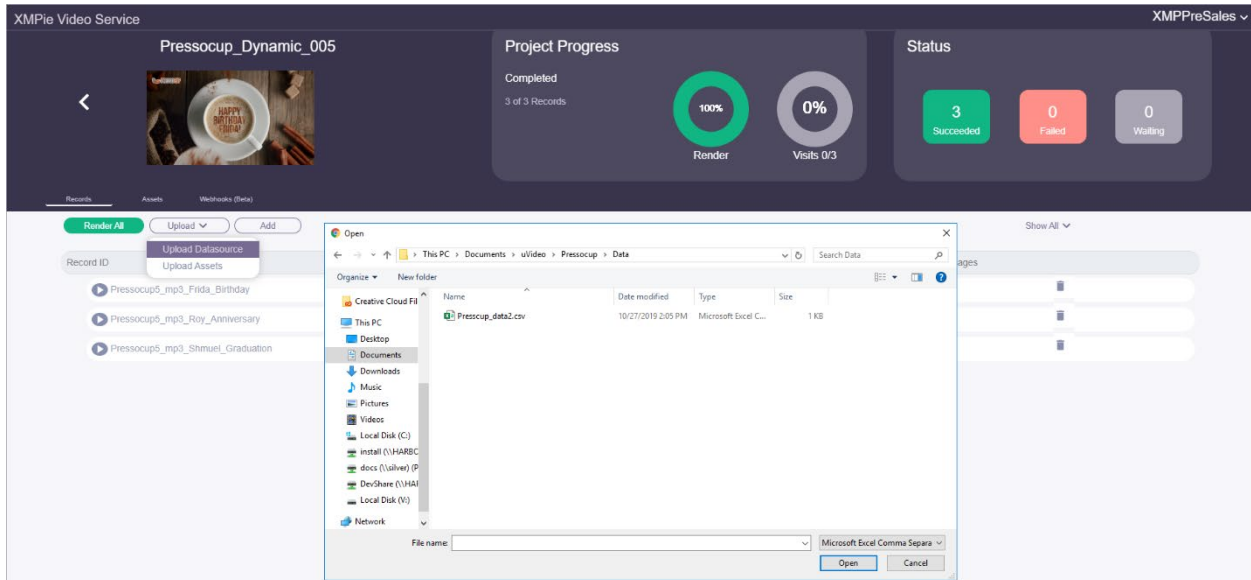 XMPie Video Service
XMPPreSales
Pressocup_Dynamic_005
HAPPY
BIRTHDAY
FRIDA!
Project Progress
Completed
3 of 3 Records
100%
Render
0%
Visits 0/3
Status
3
Succeeded
0
Failed
0
Waiting
Records Assets Webhooks (Beta)
Render All Upload Add Show All
Upload Datasource
Upload Assets
Record ID
ages
Pressocup5_mp3_Frida_Birthday
Pressocup5_mp3_Roy_Anniversary
Pressocup5_mp3_Shmuel_Graduation
Open
This PC > Documents > uVideo > Pressocup > Data
Search Data
Organize New folder
Name Date modified Type Size
Presscup_data2.csv 10/27/2019 2:05 PM Microsoft Excel C... 1 KB
Creative Cloud Fil
This PC
Desktop
Documents
Downloads
Music
Pictures
Videos
Local Disk (C:)
install (\\HARBC
docs (\\silver) (P
DevShare (\\HAI
Local Disk (V:)
Network
File name:
Microsoft Excel Comma Separa
Open Cancel